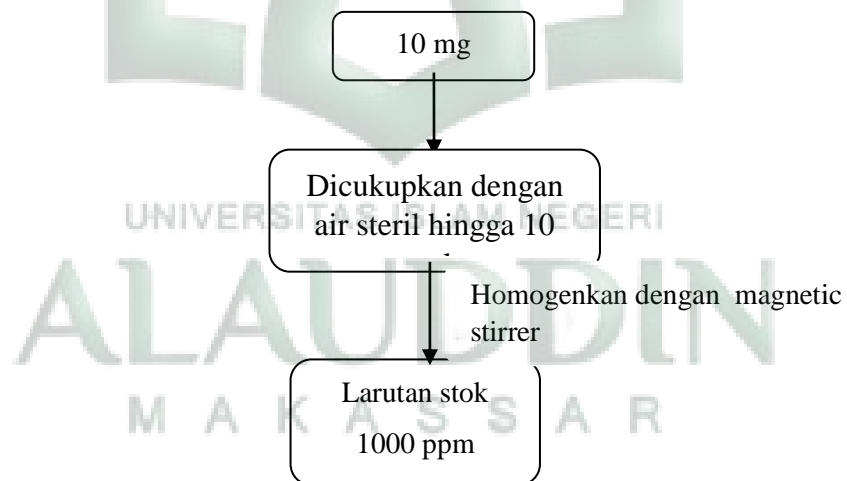 10 mg
Dicukupkan dengan
air steril hingga 10
UNIVERSITAS ISLAM NEGERI
ALAUDDIN
Homogenkan dengan magnetic
stirrer
Larutan stok
MAKASSAR
1000 ppm